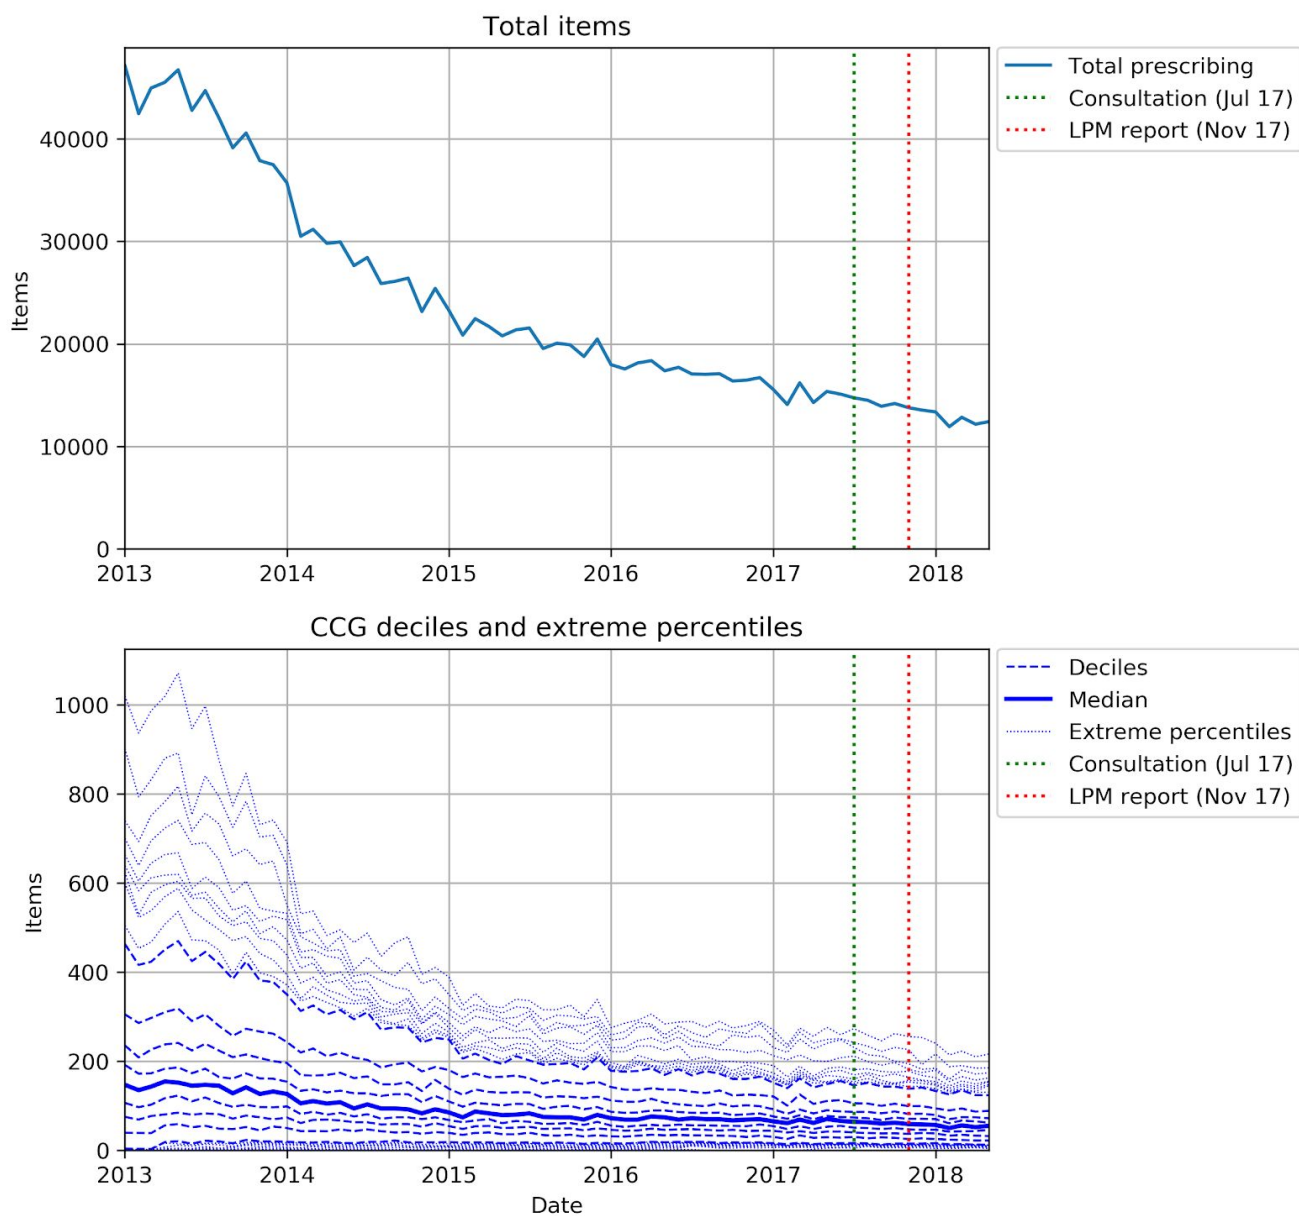 Total items
Total prescribing
Consultation (Jul 17)
LPM report (Nov 17)
40000
30000
20000
10000
0
Items
2013 2014 2015 2016 2017 2018
CCG deciles and extreme percentiles
Deciles
Median
Extreme percentiles
Consultation (Jul 17)
LPM report (Nov 17)
1000
800
600
400
200
0
Items
2013 2014 2015 2016 2017 2018
Date